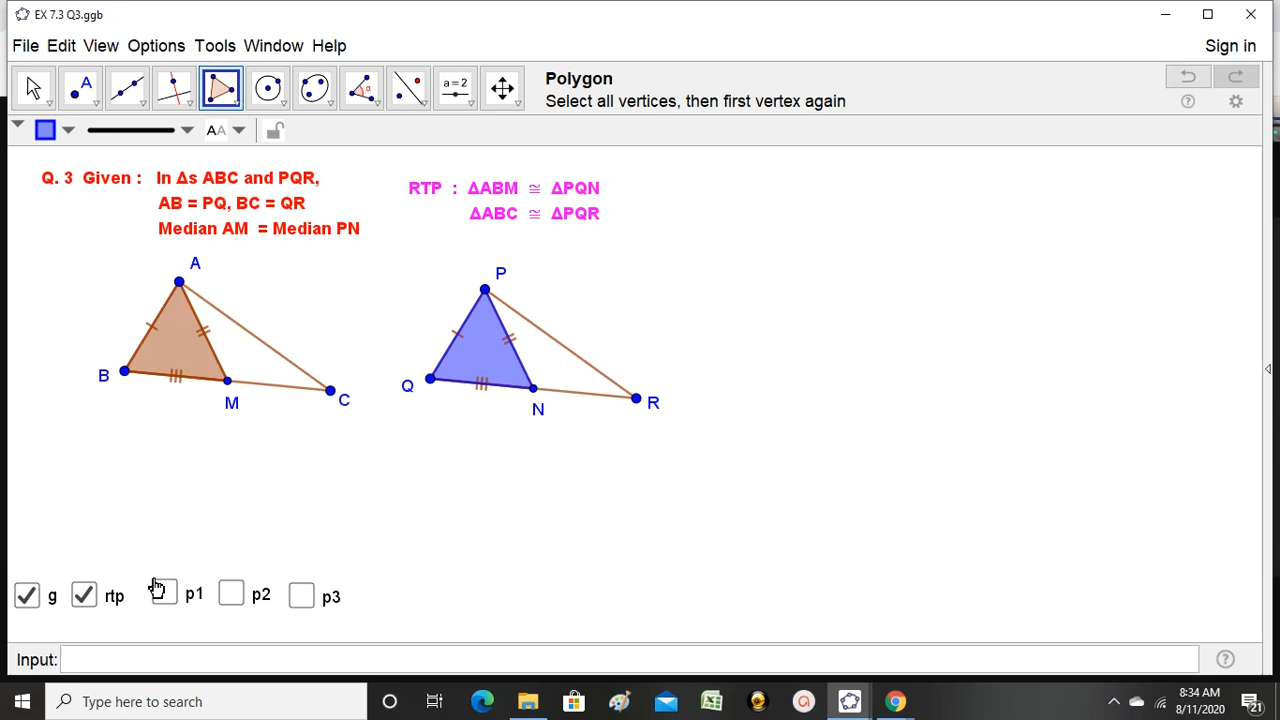 EX 7.3 Q3.ggb
File Edit View Options Tools Window Help
Sign in
A
α
a=2
Polygon
Select all vertices, then first vertex again
AA
Q. 3 Given : In Δs ABC and PQR,
AB = PQ, BC = QR
Median AM = Median PN
RTP : ΔABM ≅ ΔPQN
ΔABC ≅ ΔPQR
A
B
M
C
P
Q
N
R
g rtp p1 p2 p3
Input:
Type here to search
8:34 AM
8/11/2020
21